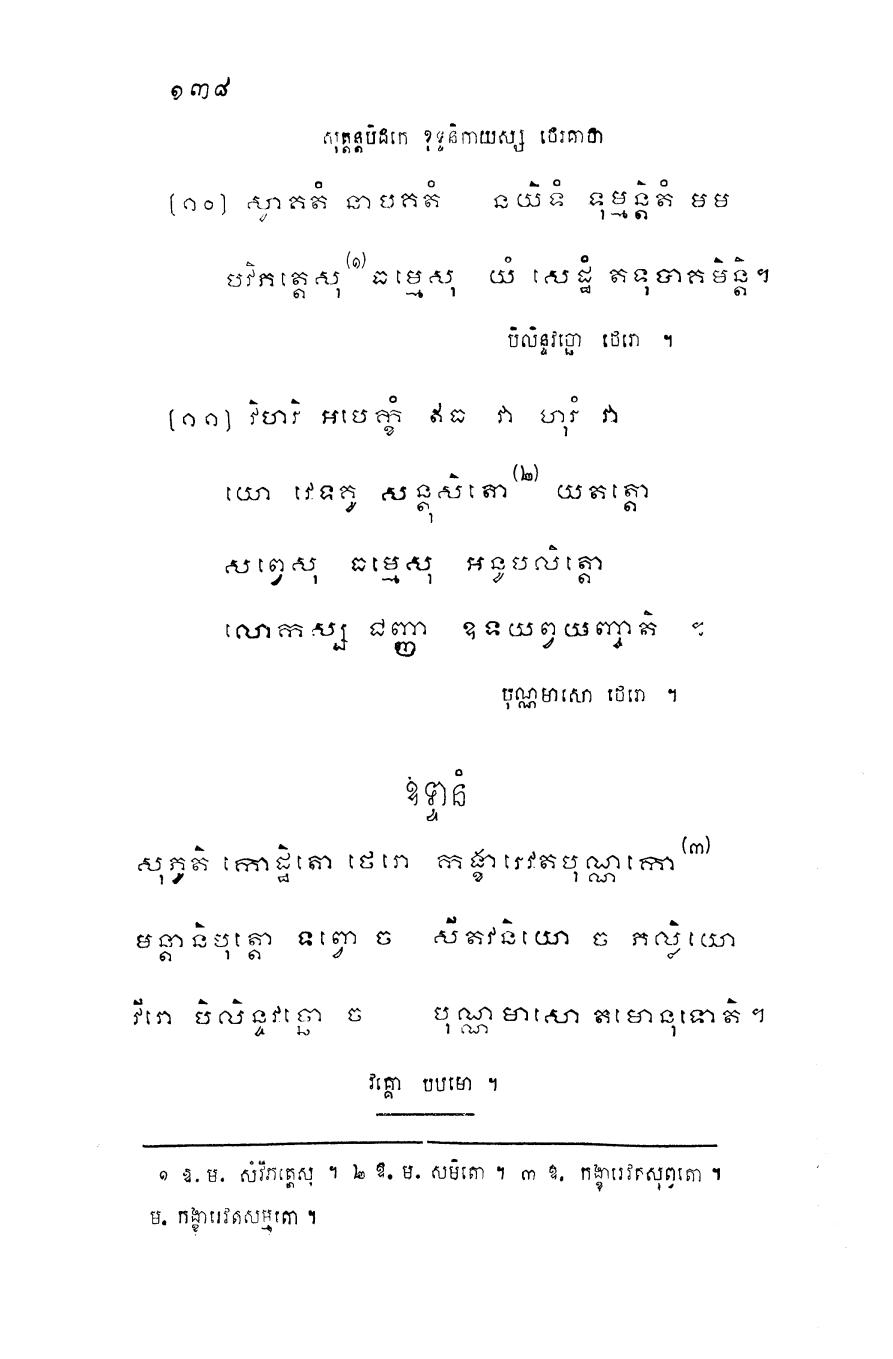 ១៣៨
សុត្តន្តបិដកេ ខុទ្ទនិកាយស្ស ថេរគាថា
[១០] ស្វាគតំ នាបគតំ នយិទំ ទុម្មន្តិតំ មម
បវិភត្តេសុ(១) ធម្មេសុ យំ សេដ្ឋំ តទុបាគមិន្តិ។
បិលិន្ទវច្ឆោ ថេរោ ។
[១១] វិហរិ អបេក្ខំ ឥធ វា ហុរំ វា
យោ វេទគូ សន្តុសិតោ(២) យតត្តោ
សព្វេសុ ធម្មេសុ អនូបលិត្តោ
លោកស្ស ជញ្ញា ឧទយព្វយញ្ចាតិ ។
បុណ្ណមាសោ ថេរោ ។
ឧទ្ទានំ
សុភូតិ កោដ្ឋិតោ ថេរោ កង្ខារេវតបុណ្ណកោ(៣)
មន្តានិបុត្តោ ទព្វោ ច សីតវនិយោ ច ភល្លិយោ
វីរោ បិលិន្ទវច្ឆោ ច បុណ្ណមាសោ តមោនុទោតិ។
វគ្គោ បឋមោ ។
១ ឱ. ម. សំវិភត្តេសុ ។ ២ ឱ. ម. សមិតោ ។ ៣ ឱ. កង្ខារេវតសុព្វតោ ។
ម. កង្ខារេវតសម្មតោ ។